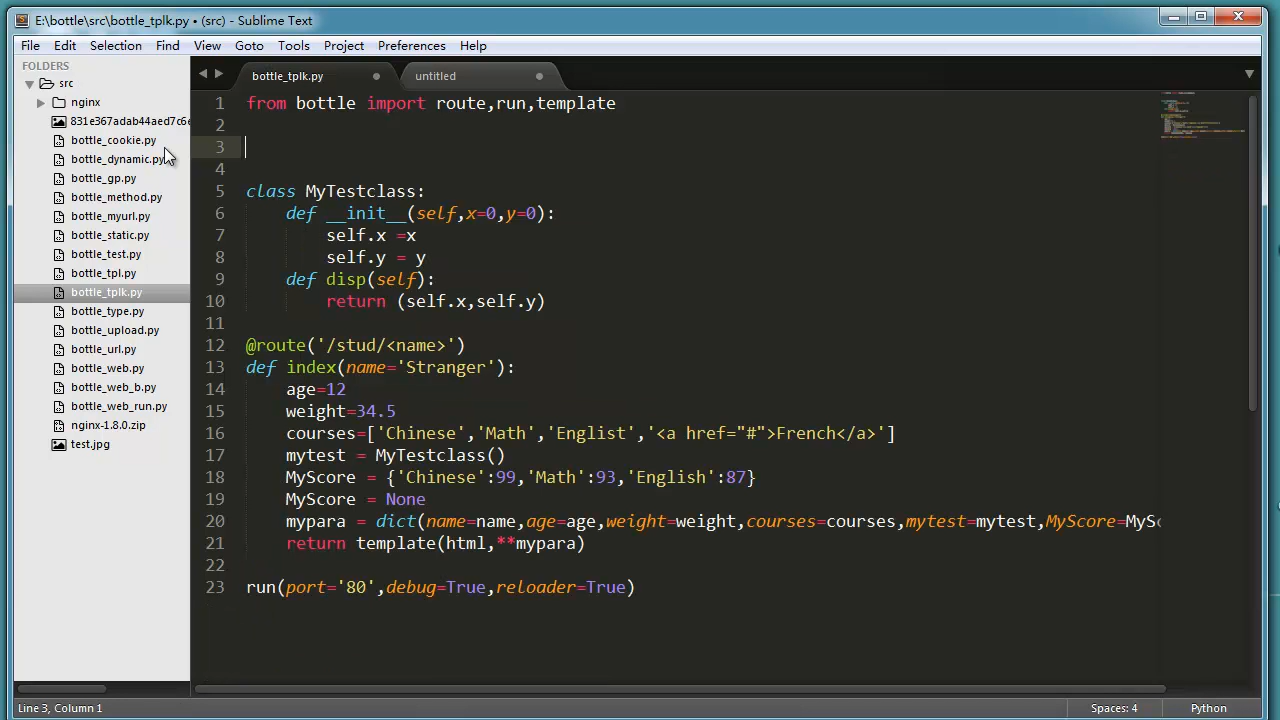 E:\bottle\src\bottle_tplk.py • (src) - Sublime Text
File Edit Selection Find View Goto Tools Project Preferences Help
FOLDERS
src
nginx
831e367adab44aed7c6e
bottle_cookie.py
bottle_dynamic.py
bottle_gp.py
bottle_method.py
bottle_myurl.py
bottle_static.py
bottle_test.py
bottle_tpl.py
bottle_tplk.py
bottle_type.py
bottle_upload.py
bottle_url.py
bottle_web.py
bottle_web_b.py
bottle_web_run.py
nginx-1.8.0.zip
test.jpg
bottle_tplk.py untitled
1 from bottle import route,run,template
2
3
4
5 class MyTestclass:
6 def __init__(self,x=0,y=0):
7 self.x =x
8 self.y = y
9 def disp(self):
10 return (self.x,self.y)
11
12 @route('/stud/<name>')
13 def index(name='Stranger'):
14 age=12
15 weight=34.5
16 courses=['Chinese','Math','Englist','<a href="#">French</a>']
17 mytest = MyTestclass()
18 MyScore = {'Chinese':99,'Math':93,'English':87}
19 MyScore = None
20 mypara = dict(name=name,age=age,weight=weight,courses=courses,mytest=mytest,MyScore=MySc
21 return template(html,**mypara)
22
23 run(port='80',debug=True,reloader=True)
Line 3, Column 1 Spaces: 4 Python